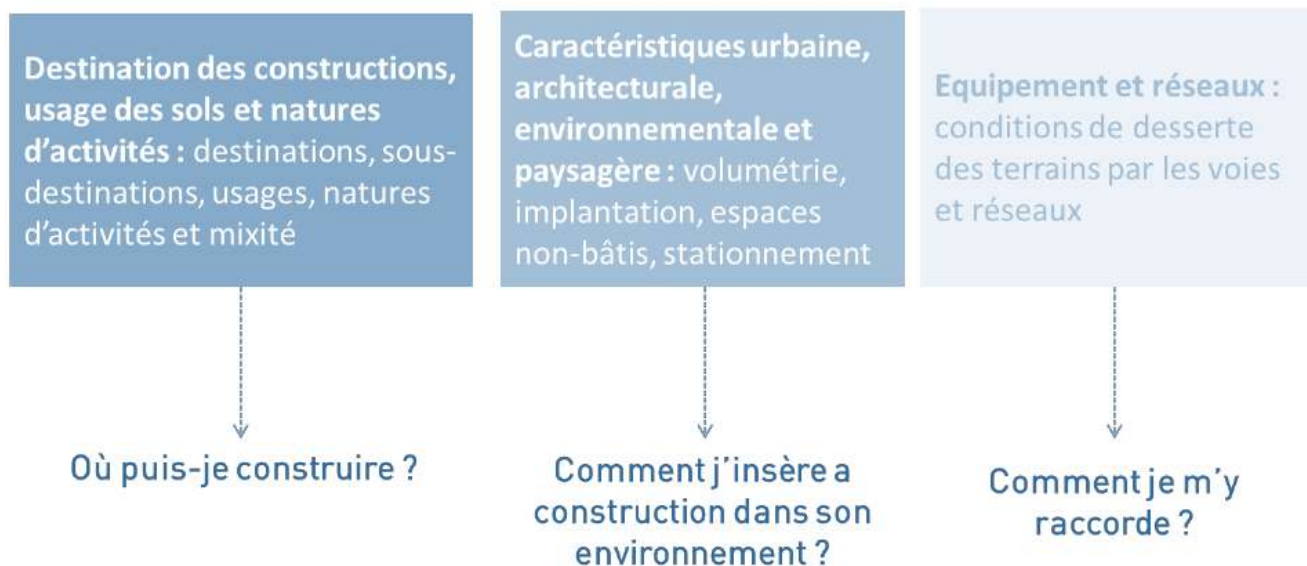 Destination des constructions,
usage des sols et natures
d'activités : destinations, sous-
destinations, usages, natures
d'activités et mixité
Caractéristiques urbaine,
architecturale,
environnementale et
paysagère : volumétrie,
implantation, espaces
non-bâtis, stationnement
Equipement et réseaux :
conditions de desserte
des terrains par les voies
et réseaux
Où puis-je construire ?
Comment j'insère a
construction dans son
environnement ?
Comment je m'y
raccorde ?